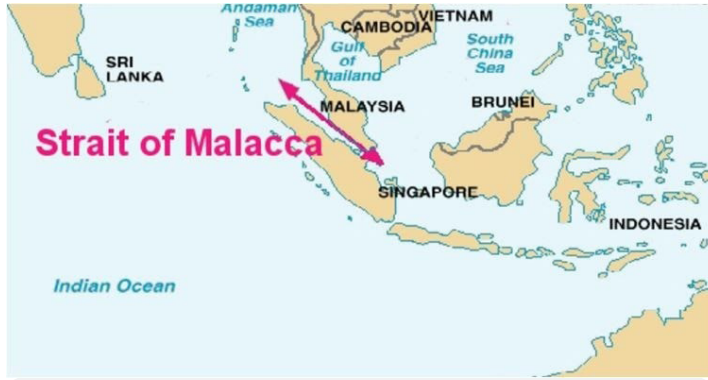 Andaman
Sea
CAMBODIA
VIETNAM
Gulf
of
Thailand
South
China
Sea
SRI
LANKA
MALAYSIA
BRUNEI
Strait of Malacca
SINGAPORE
INDONESIA
Indian Ocean